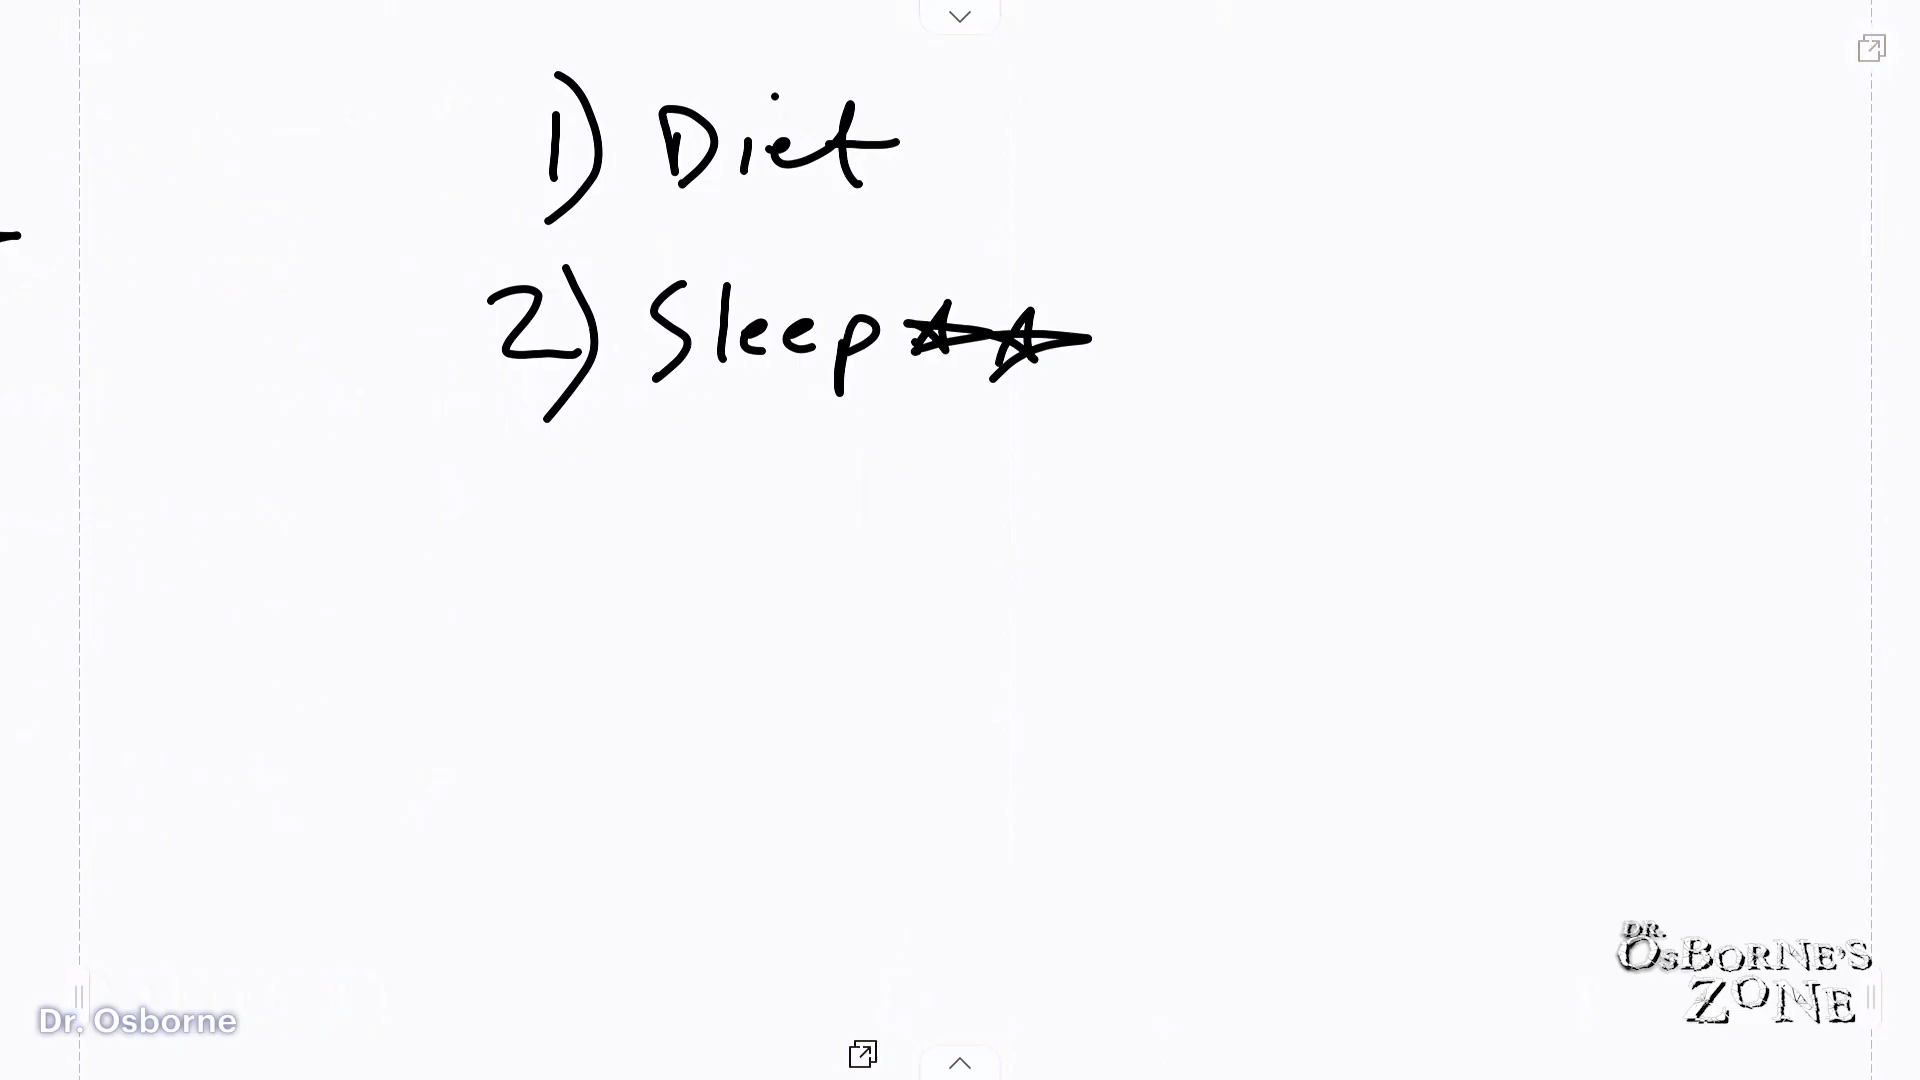 1) Diet
2) Sleep
Dr. Osborne
DR.
OSBORNE'S
ZONE